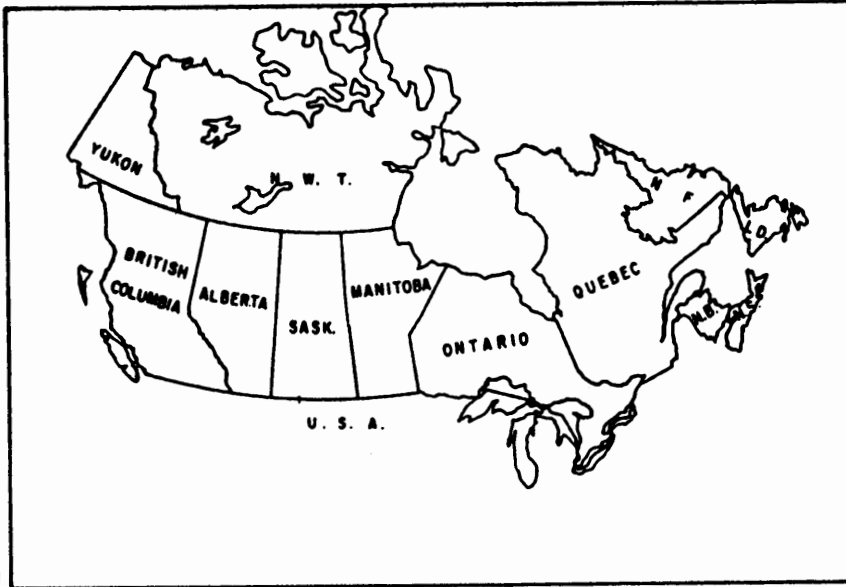 YUKON
N. W. T.
N F
L D
BRITISH
COLUMBIA
ALBERTA
SASK.
MANITOBA
ONTARIO
QUEBEC
N.B.
N.S.
U. S. A.